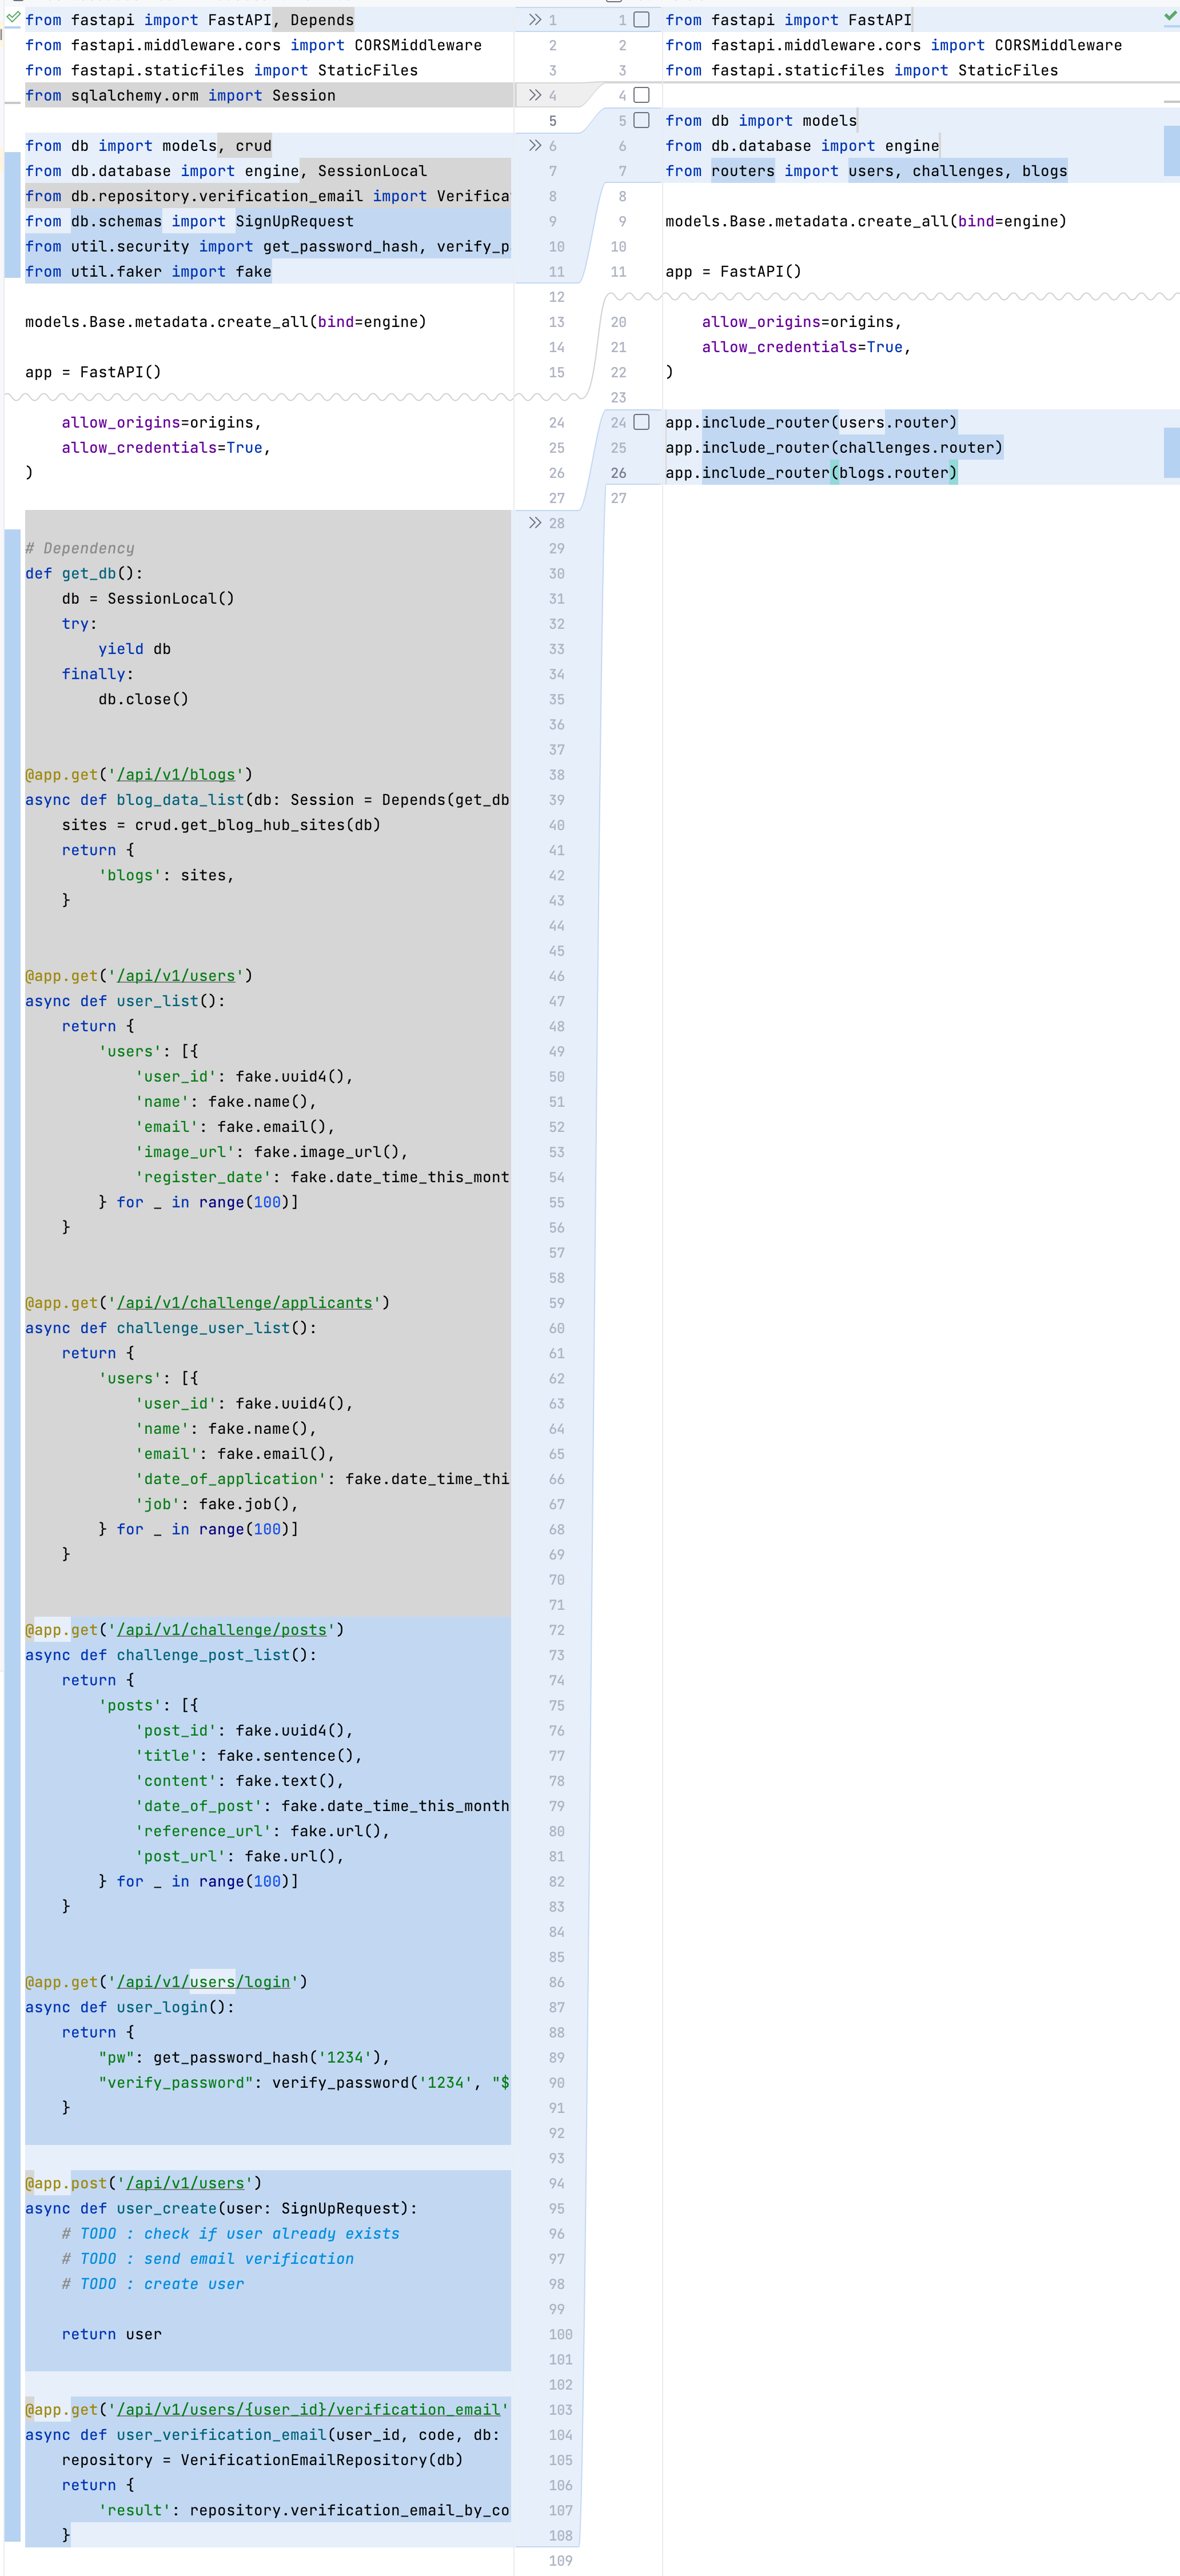 from fastapi import FastAPI, Depends
from fastapi.middleware.cors import CORSMiddleware
from fastapi.staticfiles import StaticFiles
from sqlalchemy.orm import Session
from db import models, crud
from db.database import engine, SessionLocal
from db.repository.verification_email import Verifica
from db.schemas import SignUpRequest
from util.security import get_password_hash, verify_p
from util.faker import fake
models.Base.metadata.create_all(bind=engine)
app = FastAPI()
    allow_origins=origins,
    allow_credentials=True,
)
# Dependency
def get_db():
    db = SessionLocal()
    try:
        yield db
    finally:
        db.close()
@app.get('/api/v1/blogs')
async def blog_data_list(db: Session = Depends(get_db
    sites = crud.get_blog_hub_sites(db)
    return {
        'blogs': sites,
    }
@app.get('/api/v1/users')
async def user_list():
    return {
        'users': [{
            'user_id': fake.uuid4(),
            'name': fake.name(),
            'email': fake.email(),
            'image_url': fake.image_url(),
            'register_date': fake.date_time_this_mont
        } for _ in range(100)]
    }
@app.get('/api/v1/challenge/applicants')
async def challenge_user_list():
    return {
        'users': [{
            'user_id': fake.uuid4(),
            'name': fake.name(),
            'email': fake.email(),
            'date_of_application': fake.date_time_thi
            'job': fake.job(),
        } for _ in range(100)]
    }
@app.get('/api/v1/challenge/posts')
async def challenge_post_list():
    return {
        'posts': [{
            'post_id': fake.uuid4(),
            'title': fake.sentence(),
            'content': fake.text(),
            'date_of_post': fake.date_time_this_month
            'reference_url': fake.url(),
            'post_url': fake.url(),
        } for _ in range(100)]
    }
@app.get('/api/v1/users/login')
async def user_login():
    return {
        "pw": get_password_hash('1234'),
        "verify_password": verify_password('1234', "$
    }
@app.post('/api/v1/users')
async def user_create(user: SignUpRequest):
    # TODO : check if user already exists
    # TODO : send email verification
    # TODO : create user
    return user
@app.get('/api/v1/users/{user_id}/verification_email'
async def user_verification_email(user_id, code, db:
    repository = VerificationEmailRepository(db)
    return {
        'result': repository.verification_email_by_co
    }
1
2
3
4
5
6
7
8
9
10
11
12
13
14
15
24
25
26
27
28
29
30
31
32
33
34
35
36
37
38
39
40
41
42
43
44
45
46
47
48
49
50
51
52
53
54
55
56
57
58
59
60
61
62
63
64
65
66
67
68
69
70
71
72
73
74
75
76
77
78
79
80
81
82
83
84
85
86
87
88
89
90
91
92
93
94
95
96
97
98
99
100
101
102
103
104
105
106
107
108
109
1 from fastapi import FastAPI
2 from fastapi.middleware.cors import CORSMiddleware
3 from fastapi.staticfiles import StaticFiles
4
5 from db import models
6 from db.database import engine
7 from routers import users, challenges, blogs
8
9 models.Base.metadata.create_all(bind=engine)
10
11 app = FastAPI()
20     allow_origins=origins,
21     allow_credentials=True,
22 )
23
24 app.include_router(users.router)
25 app.include_router(challenges.router)
26 app.include_router(blogs.router)
27